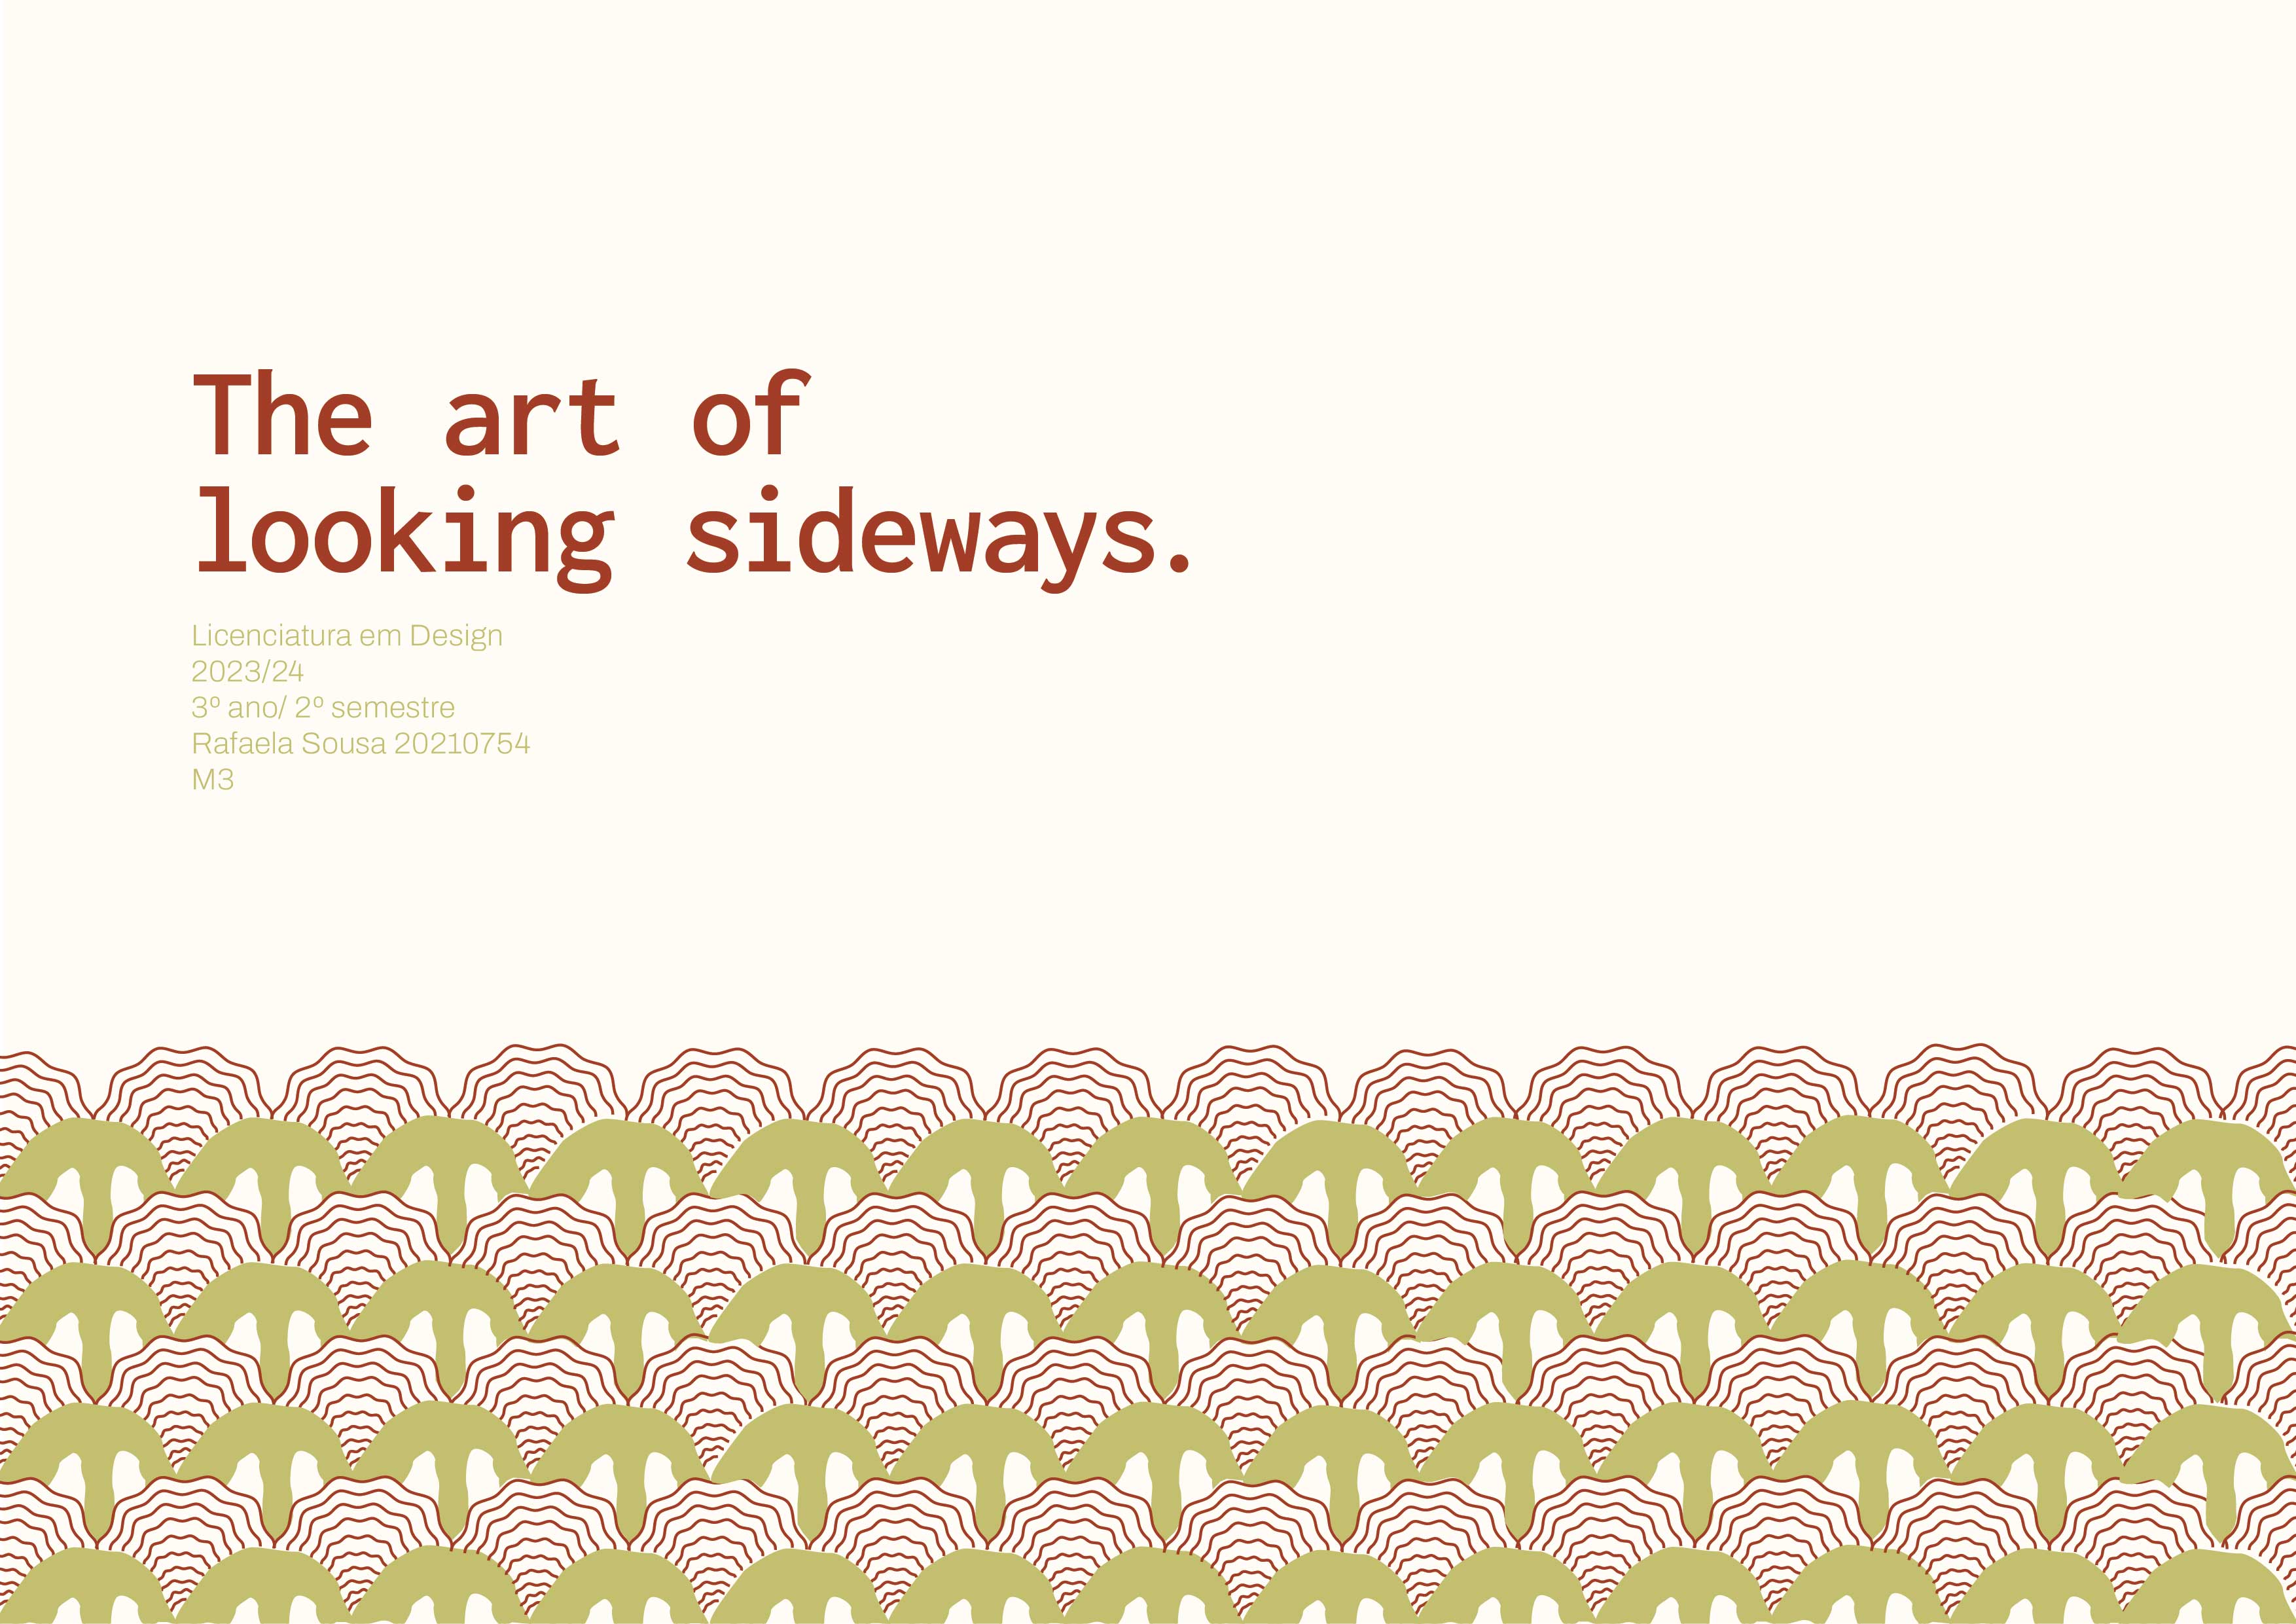 The art of
looking sideways.
Licenciatura em Design
2023/24
3º ano/ 2º semestre
Rafaela Sousa 20210754
M3